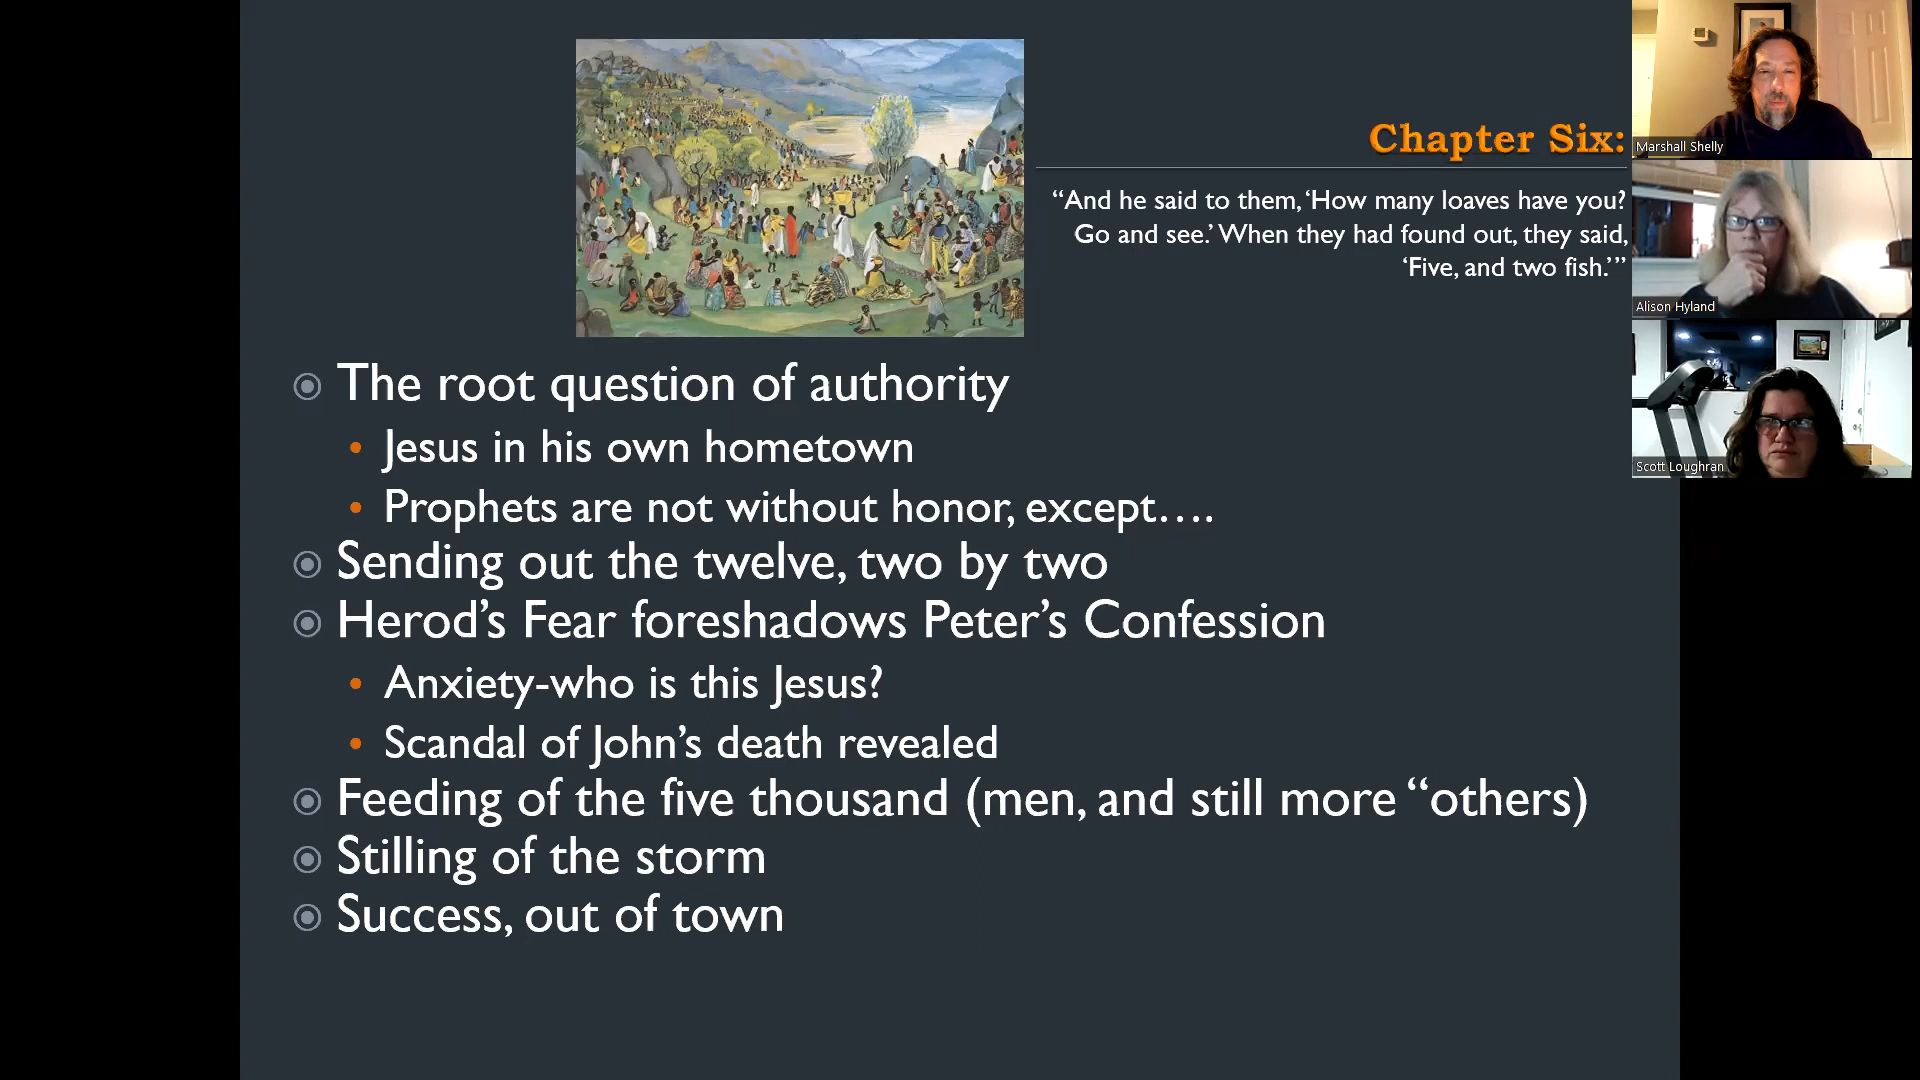 Chapter Six:
“And he said to them, ‘How many loaves have you?
Go and see.’ When they had found out, they said,
‘Five, and two fish.’”
The root question of authority
Jesus in his own hometown
Prophets are not without honor, except….
Sending out the twelve, two by two
Herod’s Fear foreshadows Peter’s Confession
Anxiety-who is this Jesus?
Scandal of John’s death revealed
Feeding of the five thousand (men, and still more “others)
Stilling of the storm
Success, out of town
Marshall Shelly
Alison Hyland
Scott Loughran